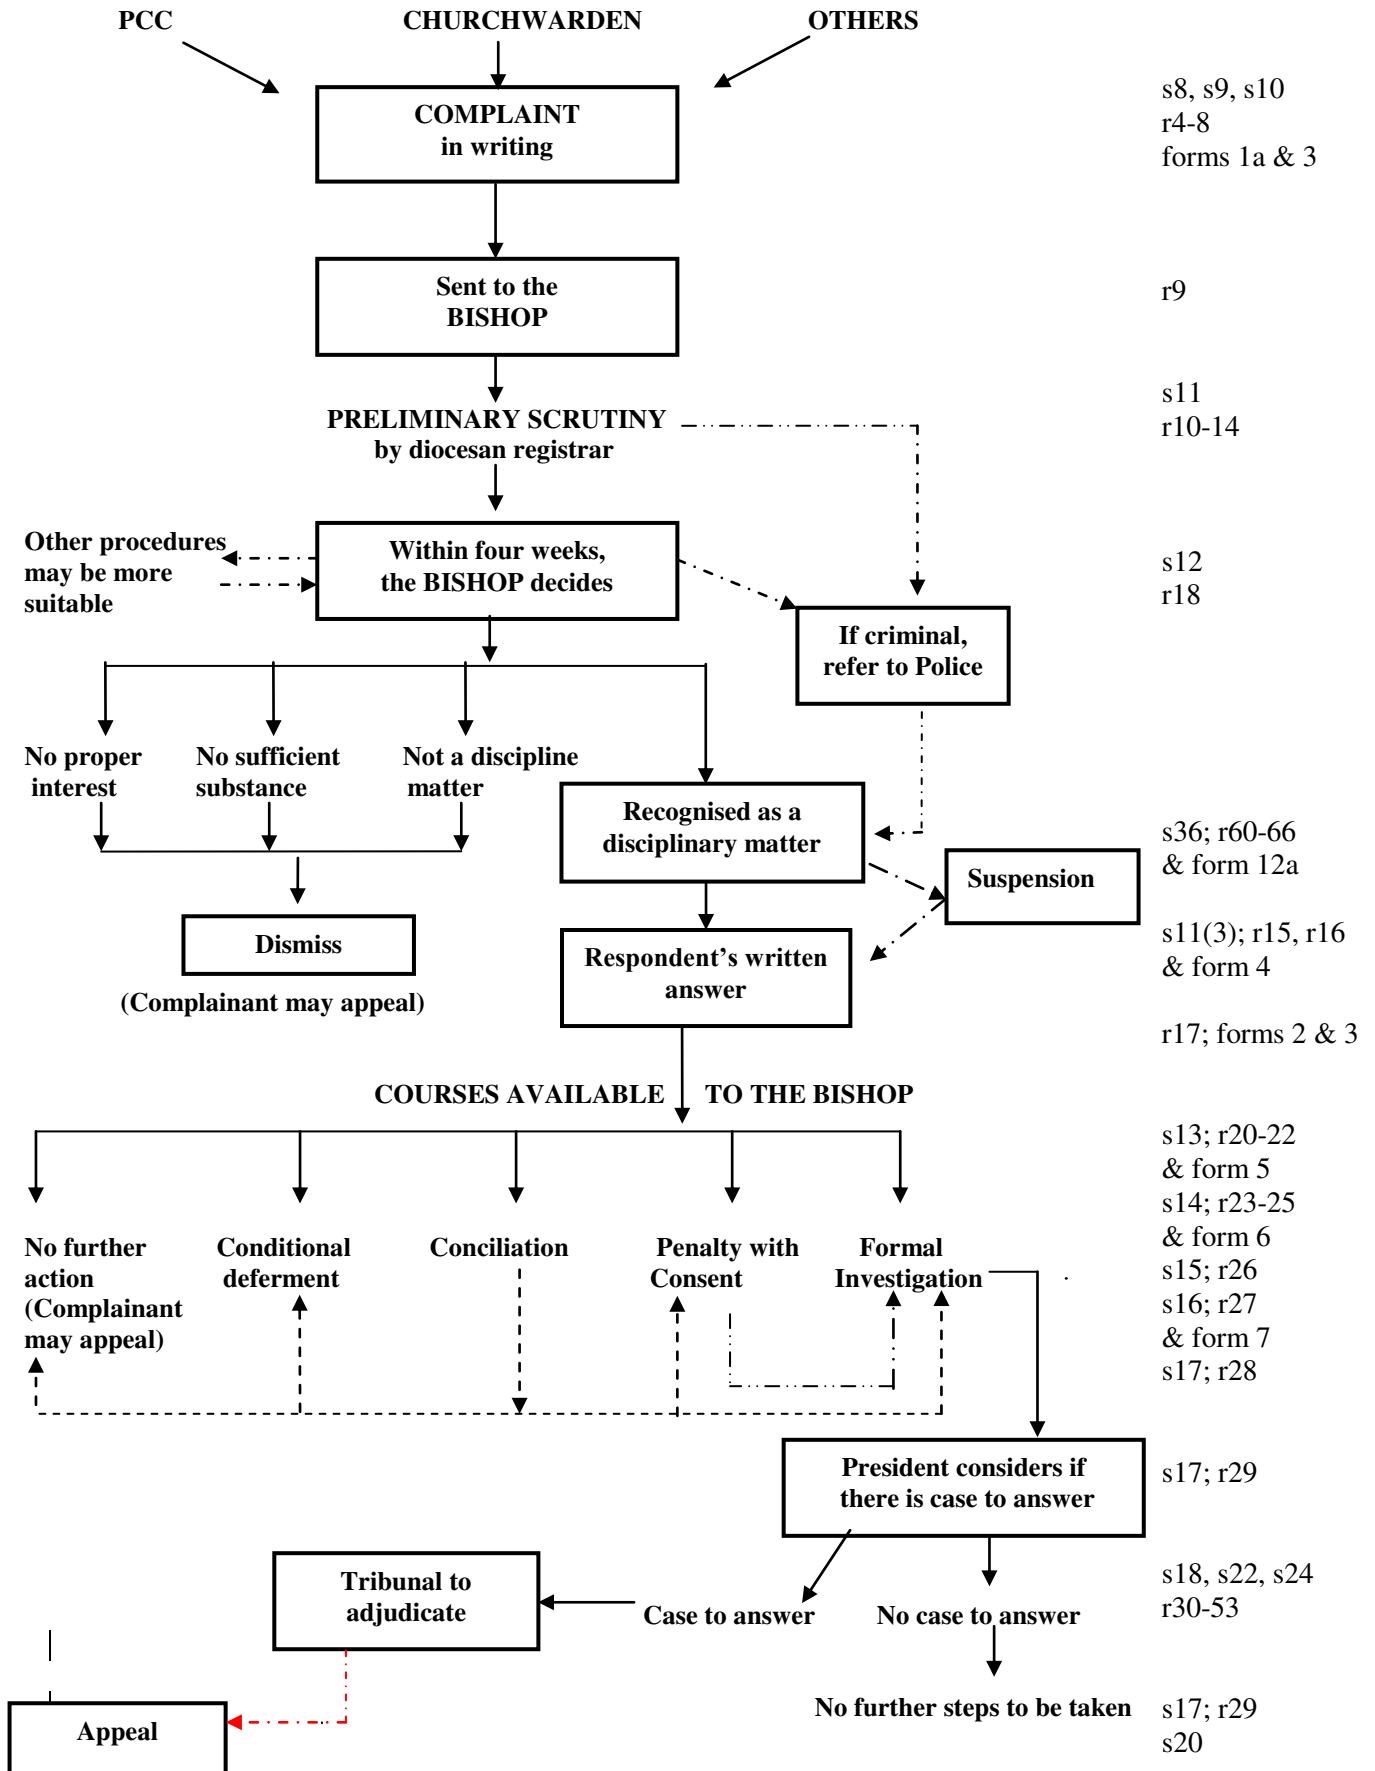 PCC
CHURCHWARDEN
OTHERS
s8, s9, s10
r4-8
forms 1a & 3
COMPLAINT
in writing
Sent to the
BISHOP
r9
s11
r10-14
PRELIMINARY SCRUTINY
by diocesan registrar
Other procedures
may be more
suitable
Within four weeks,
the BISHOP decides
s12
r18
If criminal,
refer to Police
No proper
interest
No sufficient
substance
Not a discipline
matter
Recognised as a
disciplinary matter
s36; r60-66
& form 12a
Suspension
Dismiss
(Complainant may appeal)
Respondent’s written
answer
s11(3); r15, r16
& form 4
r17; forms 2 & 3
COURSES AVAILABLE TO THE BISHOP
s13; r20-22
& form 5
s14; r23-25
& form 6
s15; r26
s16; r27
& form 7
s17; r28
No further
action
(Complainant
may appeal)
Conditional
deferment
Conciliation
Penalty with
Consent
Formal
Investigation
President considers if
there is case to answer
s17; r29
Tribunal to
adjudicate
Case to answer
No case to answer
s18, s22, s24
r30-53
No further steps to be taken
s17; r29
s20
Appeal